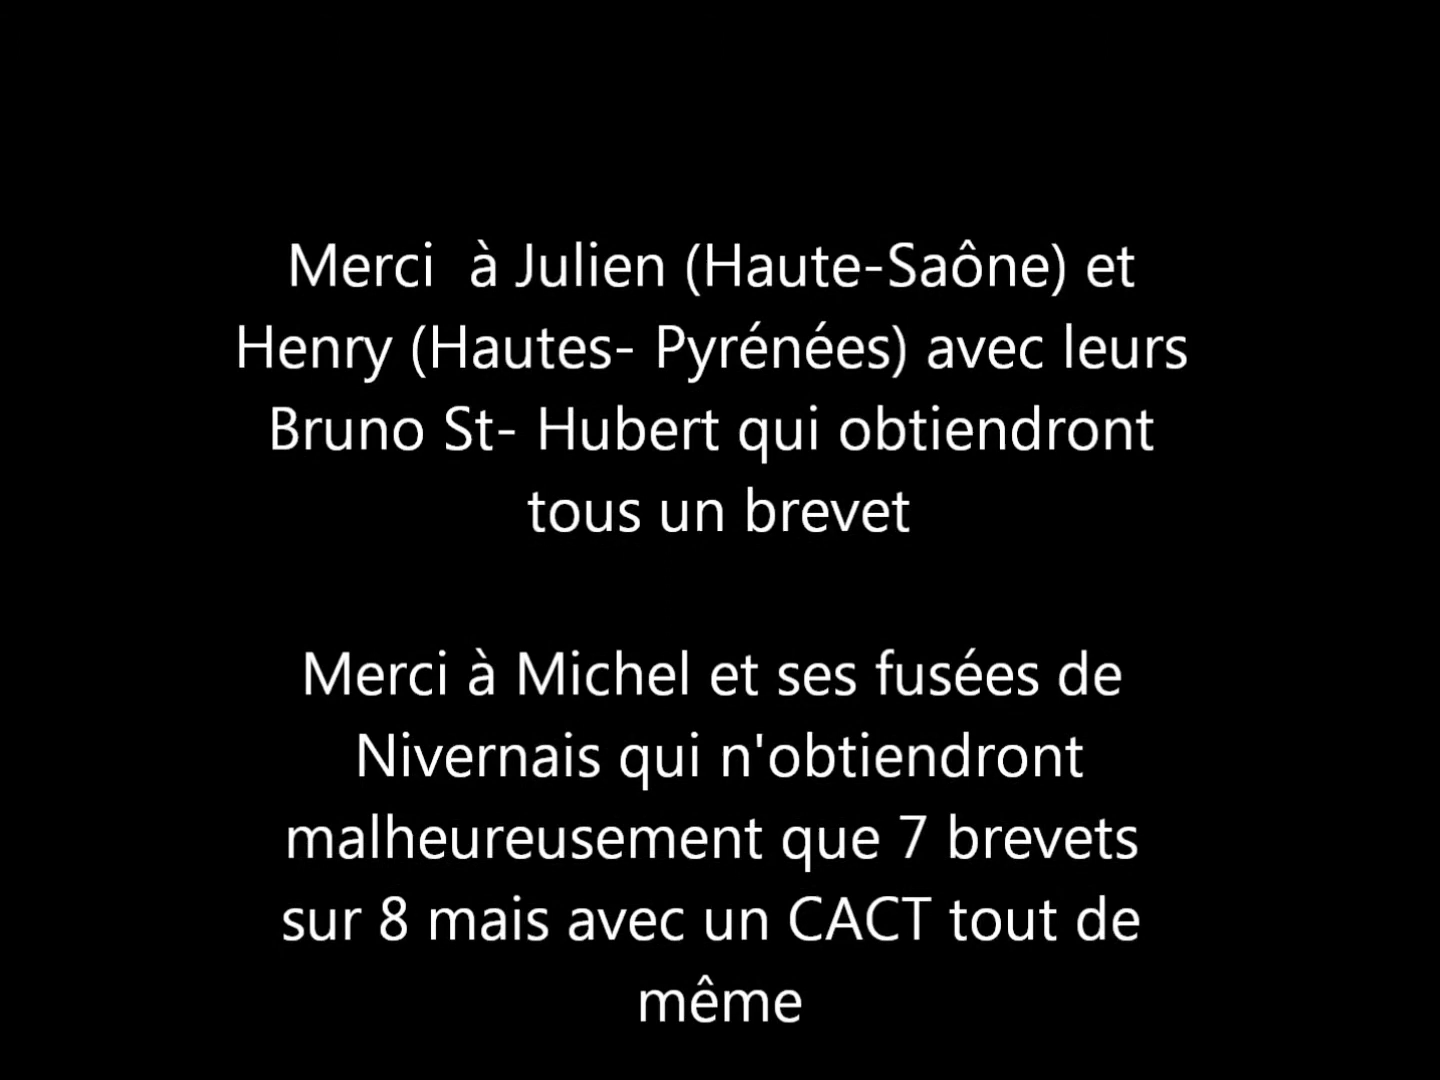 Merci  à Julien (Haute-Saône) et
Henry (Hautes- Pyrénées) avec leurs
Bruno St- Hubert qui obtiendront
tous un brevet
Merci à Michel et ses fusées de
Nivernais qui n'obtiendront
malheureusement que 7 brevets
sur 8 mais avec un CACT tout de
même